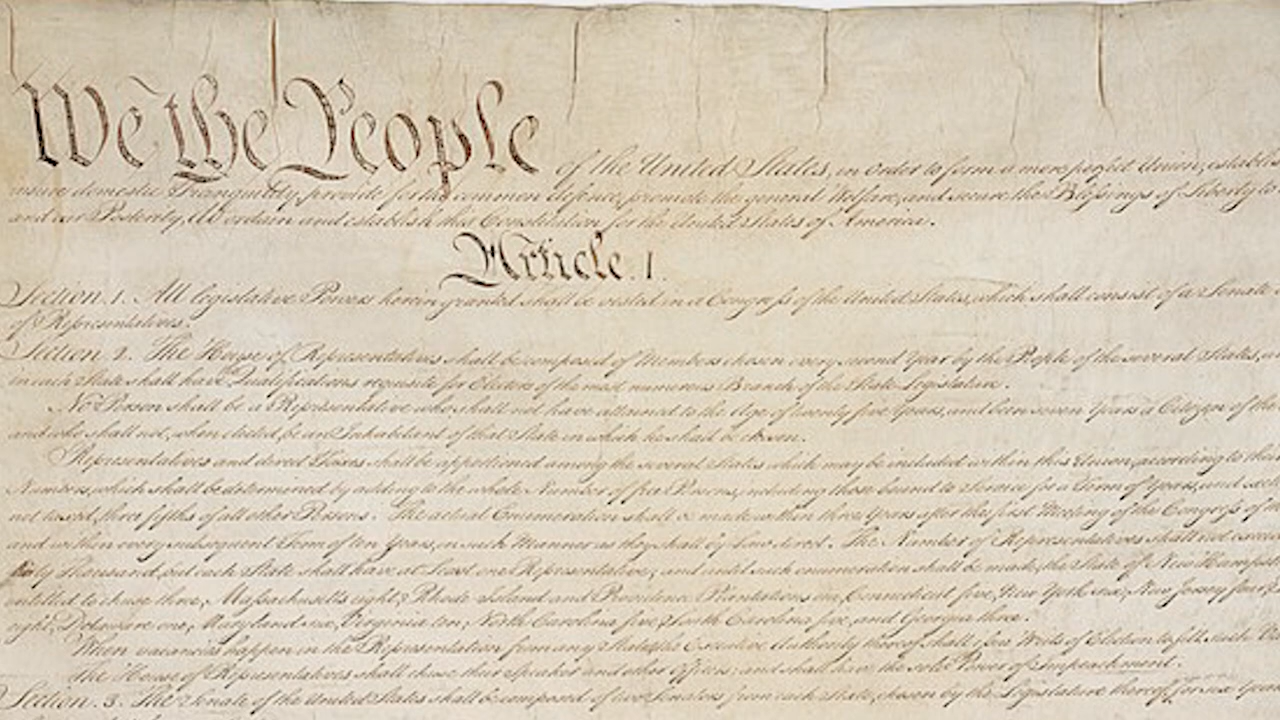 We the People of the United States, in Order to form a more perfect Union, establis
insure domestic Tranquility, provide for the common defence, promote the general Welfare, and secure the Blessings of Liberty to
and our Posterity, do ordain and establish this Constitution for the United States of America.
Article. I.
Section. 1. All legislative Powers herein granted shall be vested in a Congress of the United States, which shall consist of a Senate
of Representatives.
Section. 2. The House of Representatives shall be composed of Members chosen every second Year by the People of the several States, a
in each State shall have the Qualifications requisite for Electors of the most numerous Branch of the State Legislature.
No Person shall be a Representative who shall not have attained to the Age of twenty five Years, and been seven Years a Citizen of the
and who shall not, when elected, be an Inhabitant of that State in which he shall be chosen.
Representatives and direct Taxes shall be apportioned among the several States which may be included within this Union, according to thei
Numbers, which shall be determined by adding to the whole Number of free Persons, including those bound to Service for a Term of Years, and excl
not taxed, three fifths of all other Persons. The actual Enumeration shall be made within three Years after the first Meeting of the Congress of th
and within every subsequent Term of ten Years, in such Manner as they shall by Law direct. The Number of Representatives shall not exceed
thirty Thousand, but each State shall have at Least one Representative; and until such enumeration shall be made, the State of New Hampsh
entitled to chuse three, Massachusetts eight, Rhode Island and Providence Plantations one, Connecticut five, New York six, New Jersey four,
eight, Delaware one, Maryland six, Virginia ten, North Carolina five, South Carolina five, and Georgia three.
When vacancies happen in the Representation from any State, the Executive Authority thereof shall issue Writs of Election to fill such Va
The House of Representatives shall chuse their Speaker and other Officers; and shall have the sole Power of Impeachment.
Section. 3. The Senate of the United States shall be composed of two Senators from each State, chosen by the Legislature thereof, for six Years